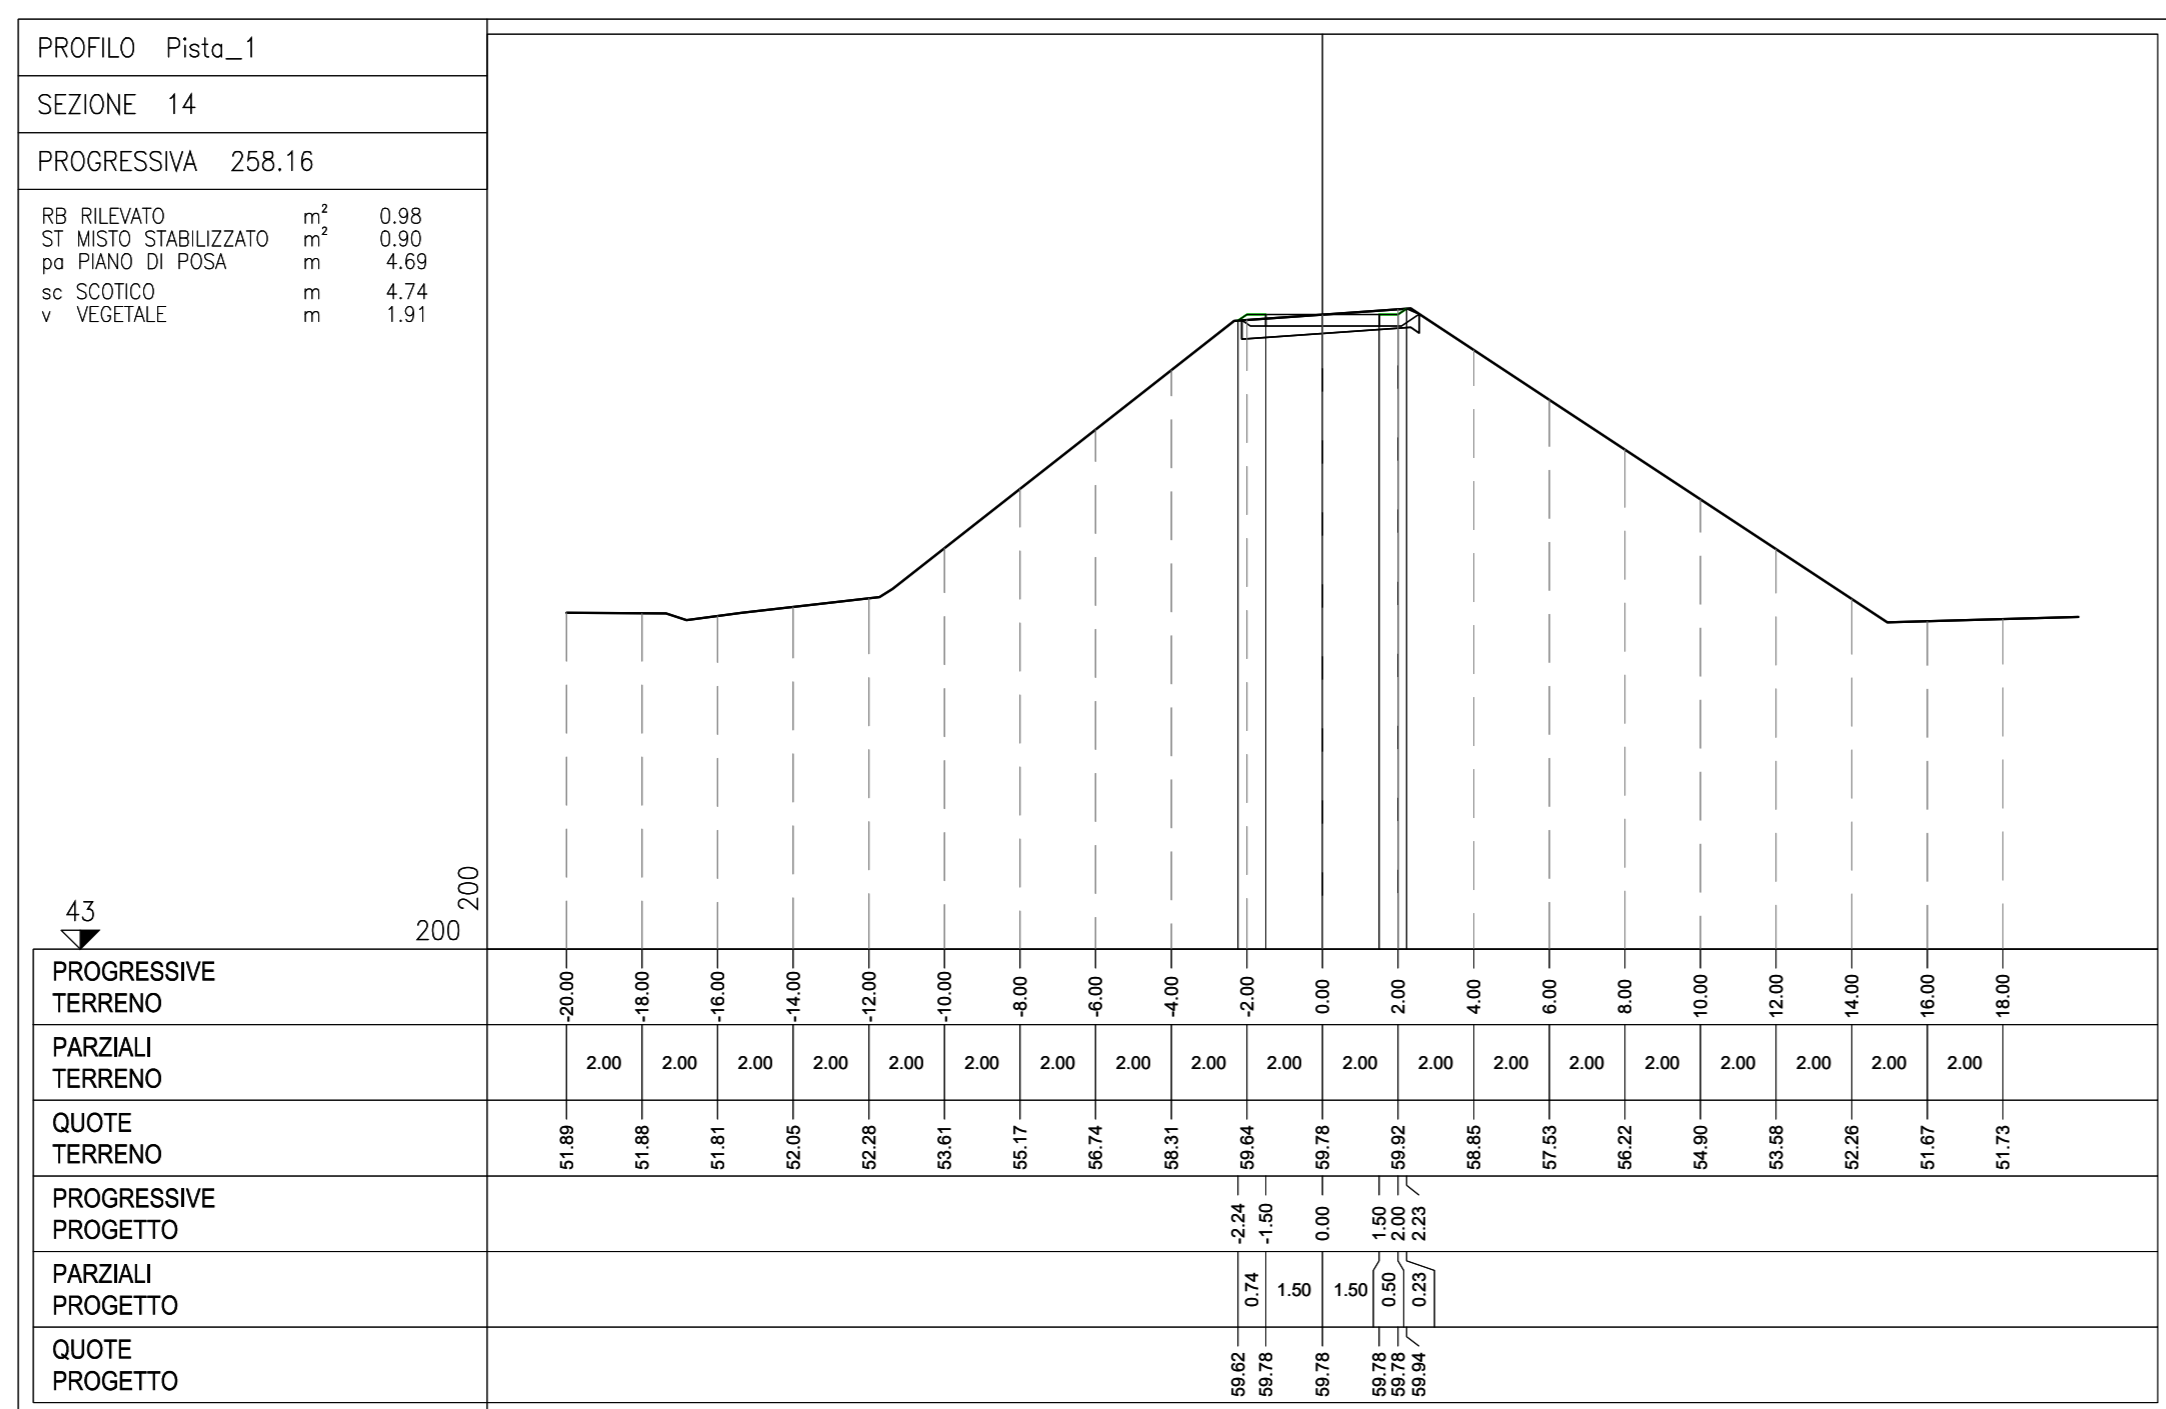 PROFILO Pista_1
SEZIONE 14
PROGRESSIVA 258.16
RB RILEVATO m² 0.98
ST MISTO STABILIZZATO m² 0.90
pa PIANO DI POSA m 4.69
sc SCOTICO m 4.74
v VEGETALE m 1.91
200
43
200
PROGRESSIVE
TERRENO
-20.00 -18.00 -16.00 -14.00 -12.00 -10.00 -8.00 -6.00 -4.00 -2.00 0.00 2.00 4.00 6.00 8.00 10.00 12.00 14.00 16.00 18.00
PARZIALI
TERRENO
2.00 2.00 2.00 2.00 2.00 2.00 2.00 2.00 2.00 2.00 2.00 2.00 2.00 2.00 2.00 2.00 2.00 2.00 2.00
QUOTE
TERRENO
51.89 51.88 51.81 52.05 52.28 53.61 55.17 56.74 58.31 59.64 59.78 59.92 58.85 57.53 56.22 54.90 53.58 52.26 51.67 51.73
PROGRESSIVE
PROGETTO
-2.24 -1.50 0.00 1.50 2.00 2.23
PARZIALI
PROGETTO
0.74 1.50 1.50 0.50 0.23
QUOTE
PROGETTO
59.62 59.78 59.78 59.78 59.78 59.94